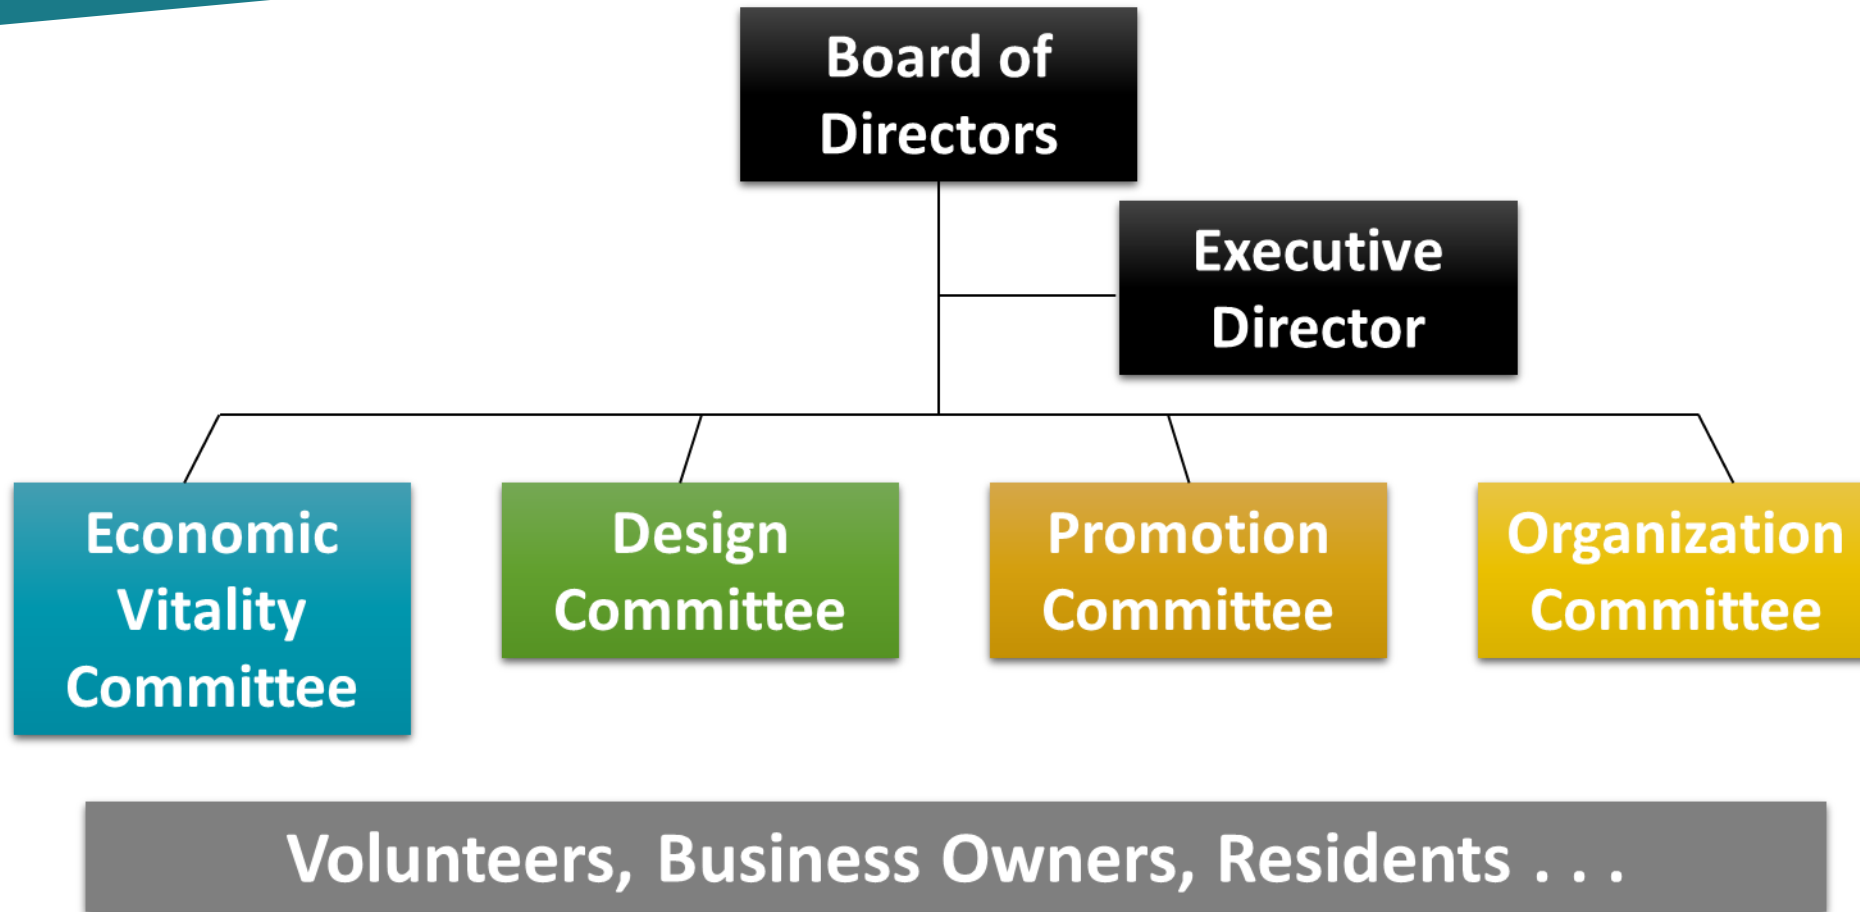 Board of
Directors
Executive
Director
Economic
Vitality
Committee
Design
Committee
Promotion
Committee
Organization
Committee
Volunteers, Business Owners, Residents . . .